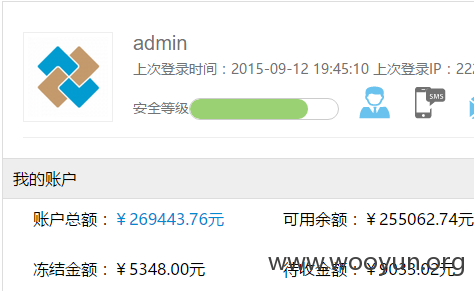 admin
上次登录时间：2015-09-12 19:45:10 上次登录IP：222
安全等级
SMS
我的账户
账户总额：￥269443.76元 可用余额：￥255062.74元
冻结金额：￥5348.00元 待收金额：￥9033.02元
www.wooyun.org